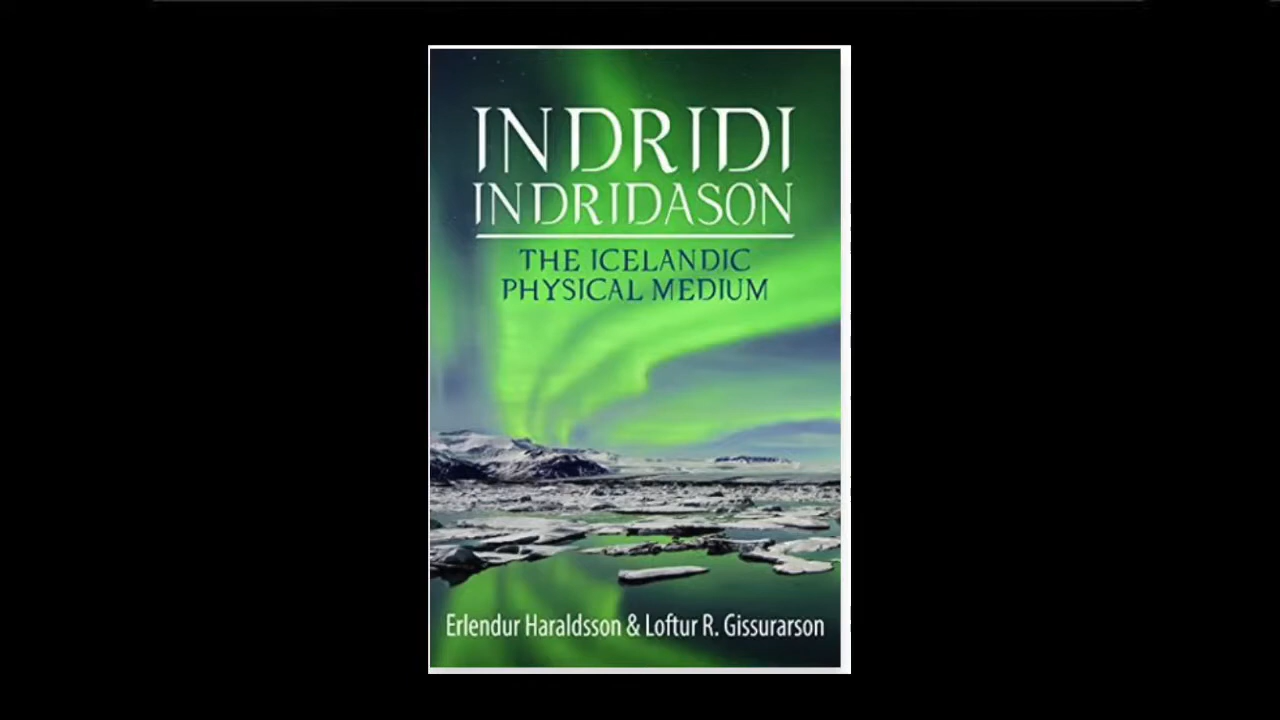 INDRIDI
INDRIDASON
THE ICELANDIC
PHYSICAL MEDIUM
Erlendur Haraldsson & Loftur R. Gissurarson